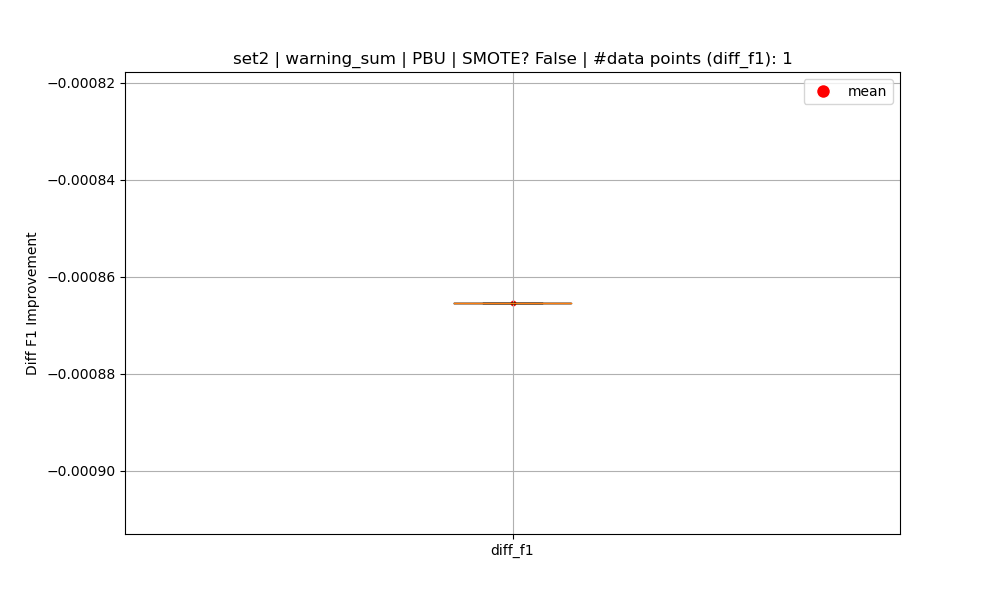 set2 | warning_sum | PBU | SMOTE? False | #data points (diff_f1): 1
mean
−0.00082
−0.00084
−0.00086
−0.00088
−0.00090
Diff F1 Improvement
diff_f1